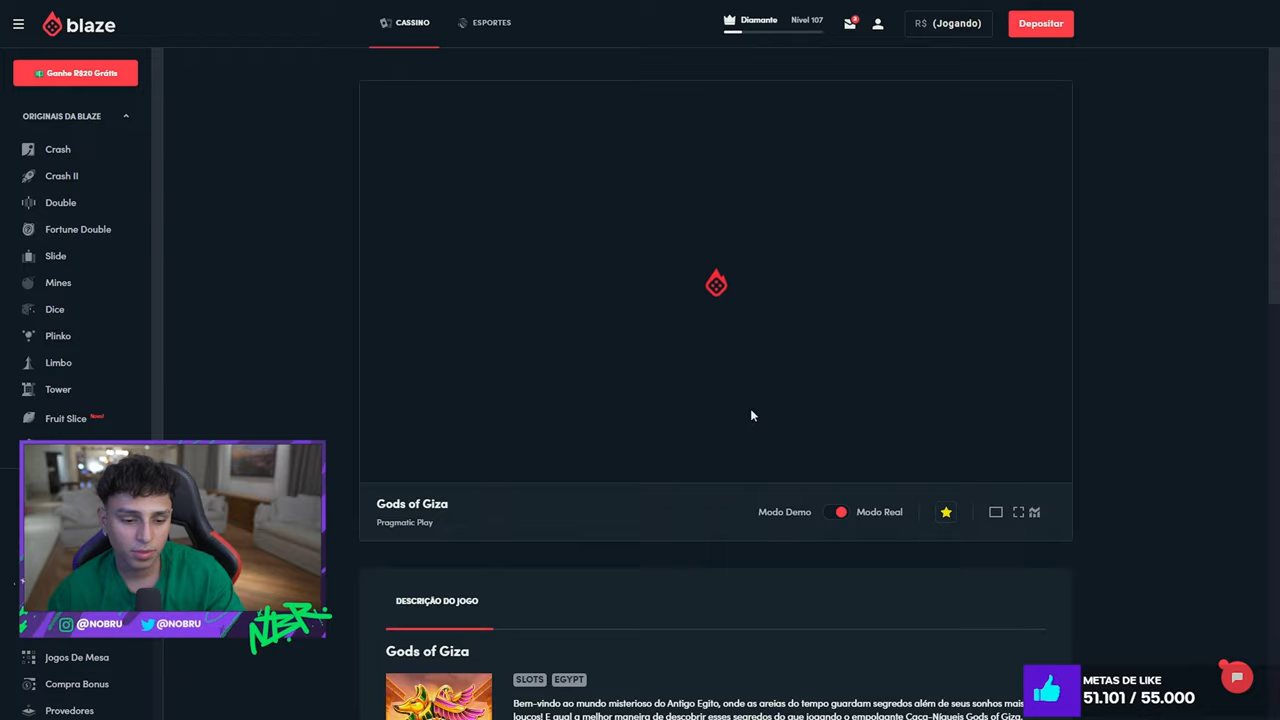 blaze
CASSINO
ESPORTES
Diamante
Nível 107
3
R$ (Jogando)
Depositar
Ganhe R$20 Grátis
ORIGINAIS DA BLAZE
Crash
Crash II
Double
Fortune Double
Slide
Mines
Dice
Plinko
Limbo
Tower
Fruit Slice Novo!
@NOBRU
@NOBRU
NBR
Jogos De Mesa
Compra Bonus
Provedores
Gods of Giza
Pragmatic Play
Modo Demo
Modo Real
DESCRIÇÃO DO JOGO
Gods of Giza
SLOTS
EGYPT
Bem-vindo ao mundo misterioso do Antigo Egito, onde as areias do tempo guardam segredos além de seus sonhos mais
loucos! E qual a melhor maneira de descobrir esses segredos do que jogando o empolgante Caça-Níqueis Gods of Giza,
METAS DE LIKE
51.101 / 55.000